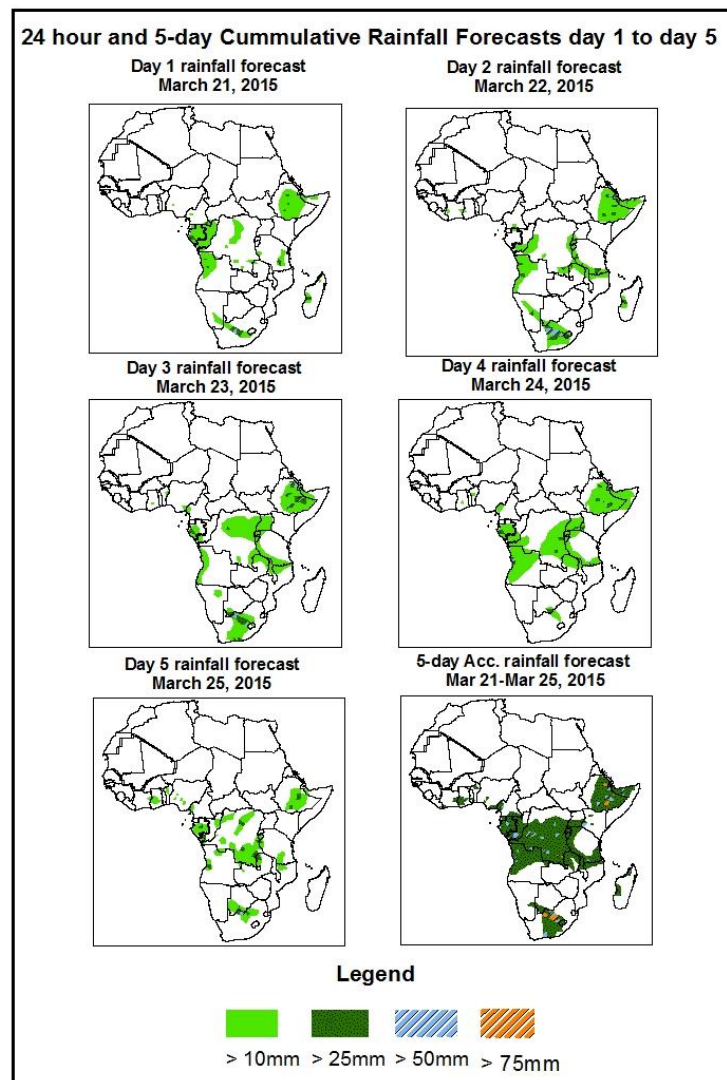 24 hour and 5-day Cummulative Rainfall Forecasts day 1 to day 5
Day 1 rainfall forecast
March 21, 2015
Day 2 rainfall forecast
March 22, 2015
Day 3 rainfall forecast
March 23, 2015
Day 4 rainfall forecast
March 24, 2015
Day 5 rainfall forecast
March 25, 2015
5-day Acc. rainfall forecast
Mar 21-Mar 25, 2015
Legend
> 10mm > 25mm > 50mm > 75mm